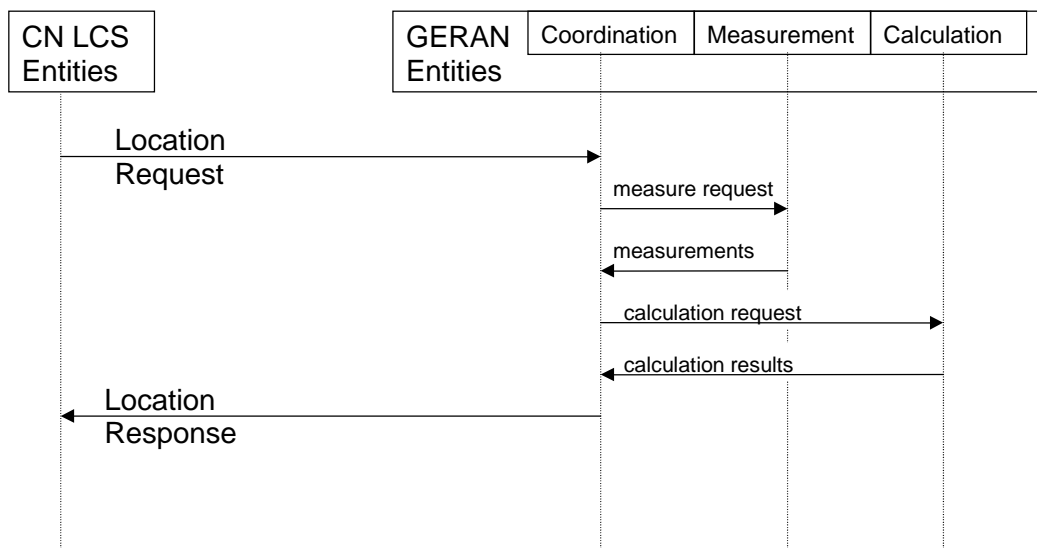 CN LCS
Entities
GERAN
Entities
Coordination
Measurement
Calculation
Location
Request
measure request
measurements
calculation request
calculation results
Location
Response